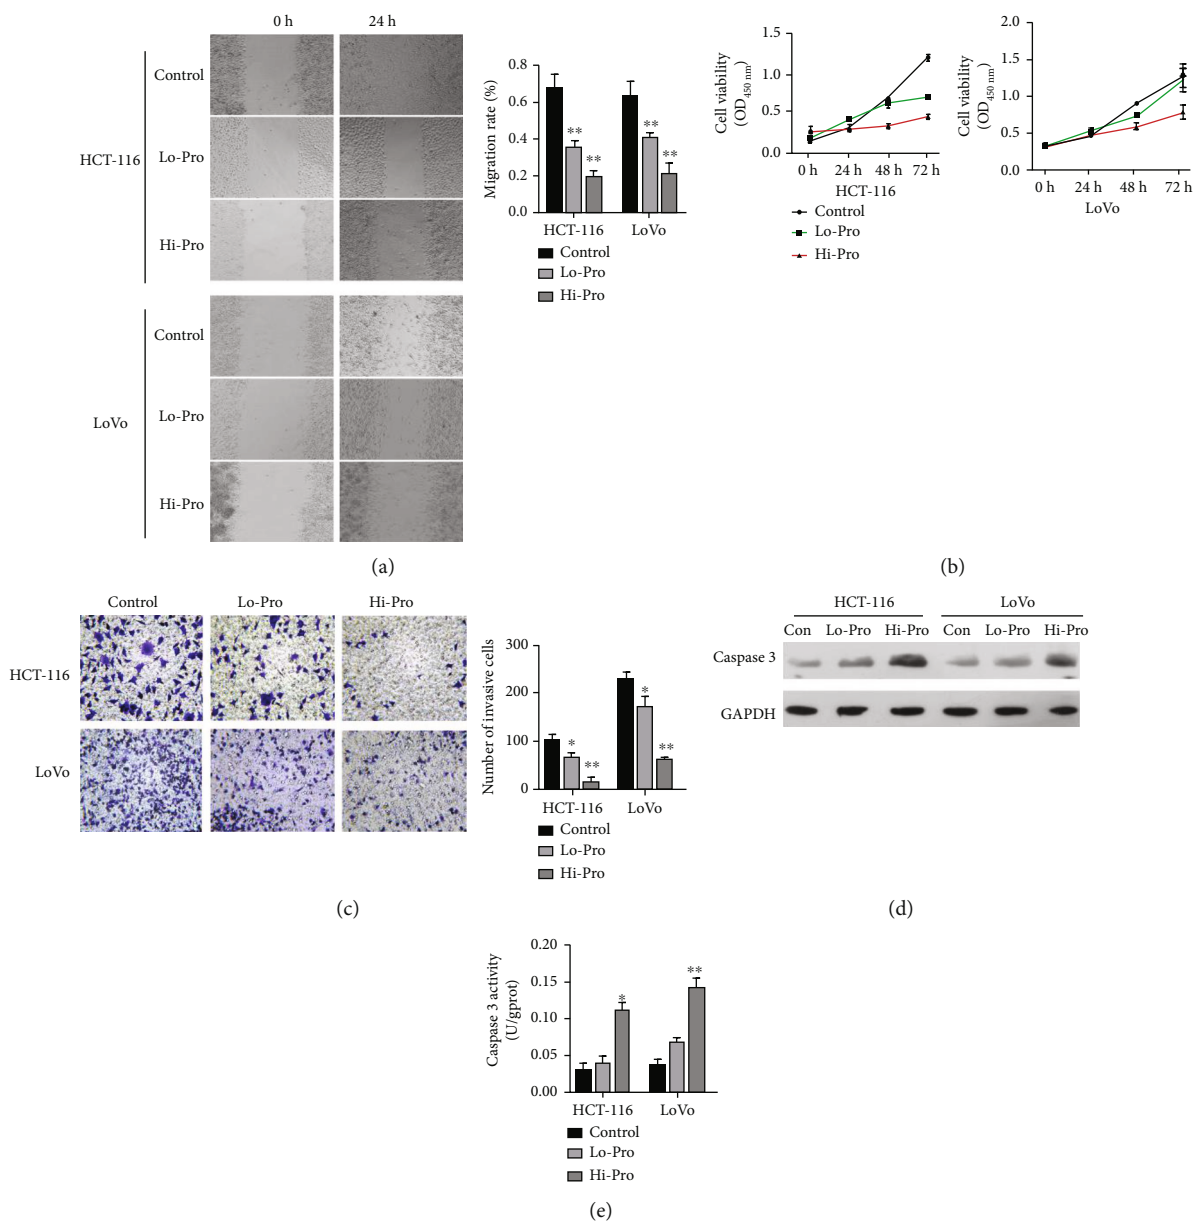 0 h 24 h
HCT-116
Control
Lo-Pro
Hi-Pro
LoVo
Control
Lo-Pro
Hi-Pro
Migration rate (%)
0.8
0.6
0.4
0.2
0.0
** ** ** **
HCT-116 LoVo
Control
Lo-Pro
Hi-Pro
(a)
Cell viability
(OD450 nm)
1.5
1.0
0.5
0.0
0 h 24 h 48 h 72 h
HCT-116
Control
Lo-Pro
Hi-Pro
Cell viability
(OD450 nm)
2.0
1.5
1.0
0.5
0.0
0 h 24 h 48 h 72 h
LoVo
(b)
Control Lo-Pro Hi-Pro
HCT-116
LoVo
Number of invasive cells
300
200
100
0
* ** * **
HCT-116 LoVo
Control
Lo-Pro
Hi-Pro
(c)
HCT-116 LoVo
Con Lo-Pro Hi-Pro Con Lo-Pro Hi-Pro
Caspase 3
GAPDH
(d)
Caspase 3 activity
(U/gprot)
0.20
0.15
0.10
0.05
0.00
* **
HCT-116 LoVo
Control
Lo-Pro
Hi-Pro
(e)